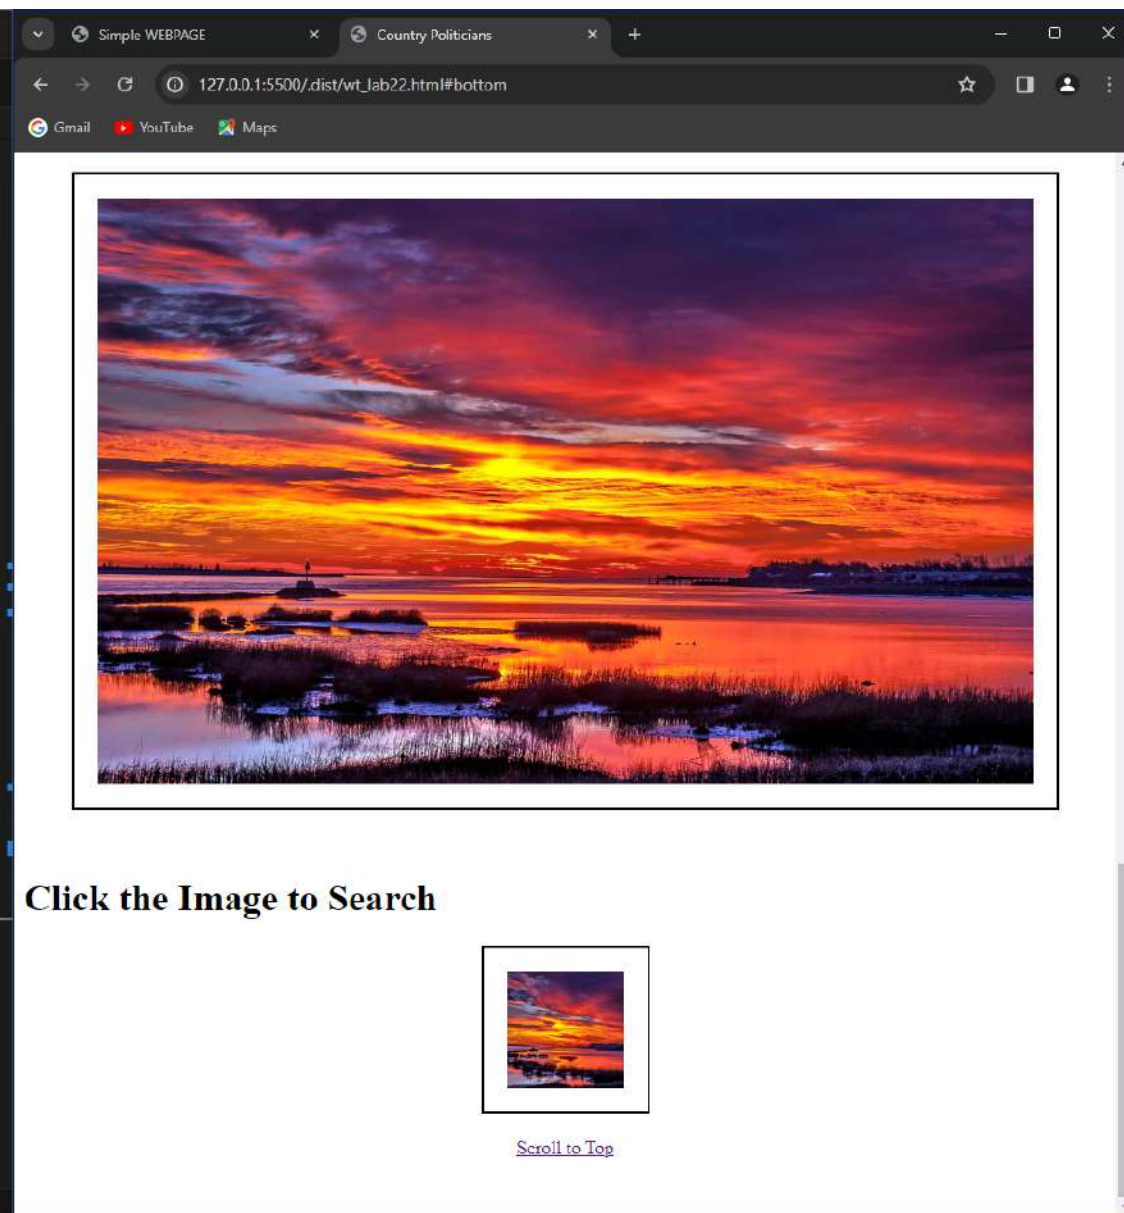 Simple WEBPAGE Country Politicians
127.0.0.1:5500/.dist/wt_lab22.html#bottom
Gmail YouTube Maps
Click the Image to Search
Scroll to Top